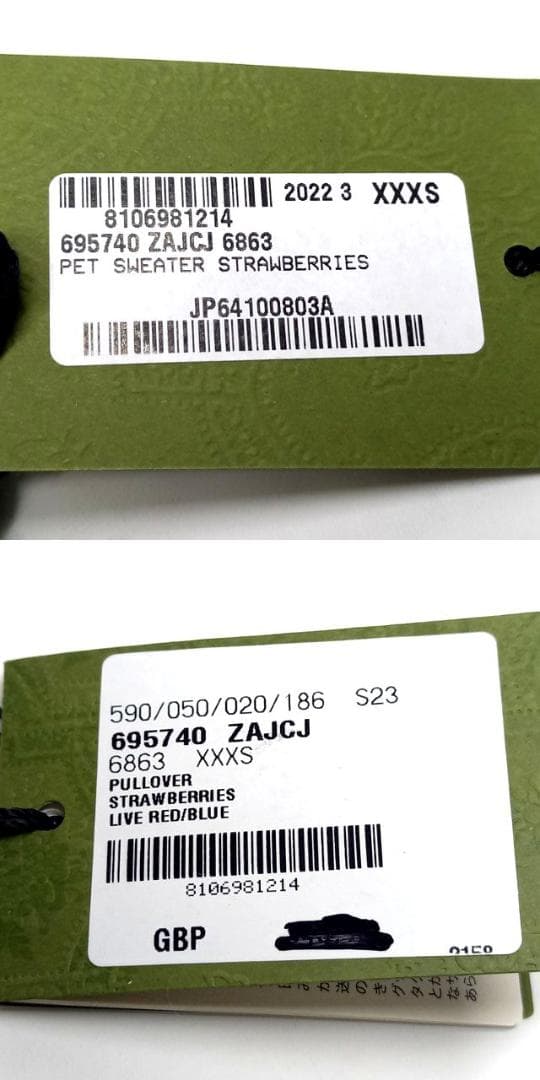 2022 3 XXXS
8106981214
695740 ZAJCJ 6863
PET SWEATER STRAWBERRIES
JP64100803A
590/050/020/186 S23
695740 ZAJCJ
6863 XXXS
PULLOVER
STRAWBERRIES
LIVE RED/BLUE
8106981214
GBP